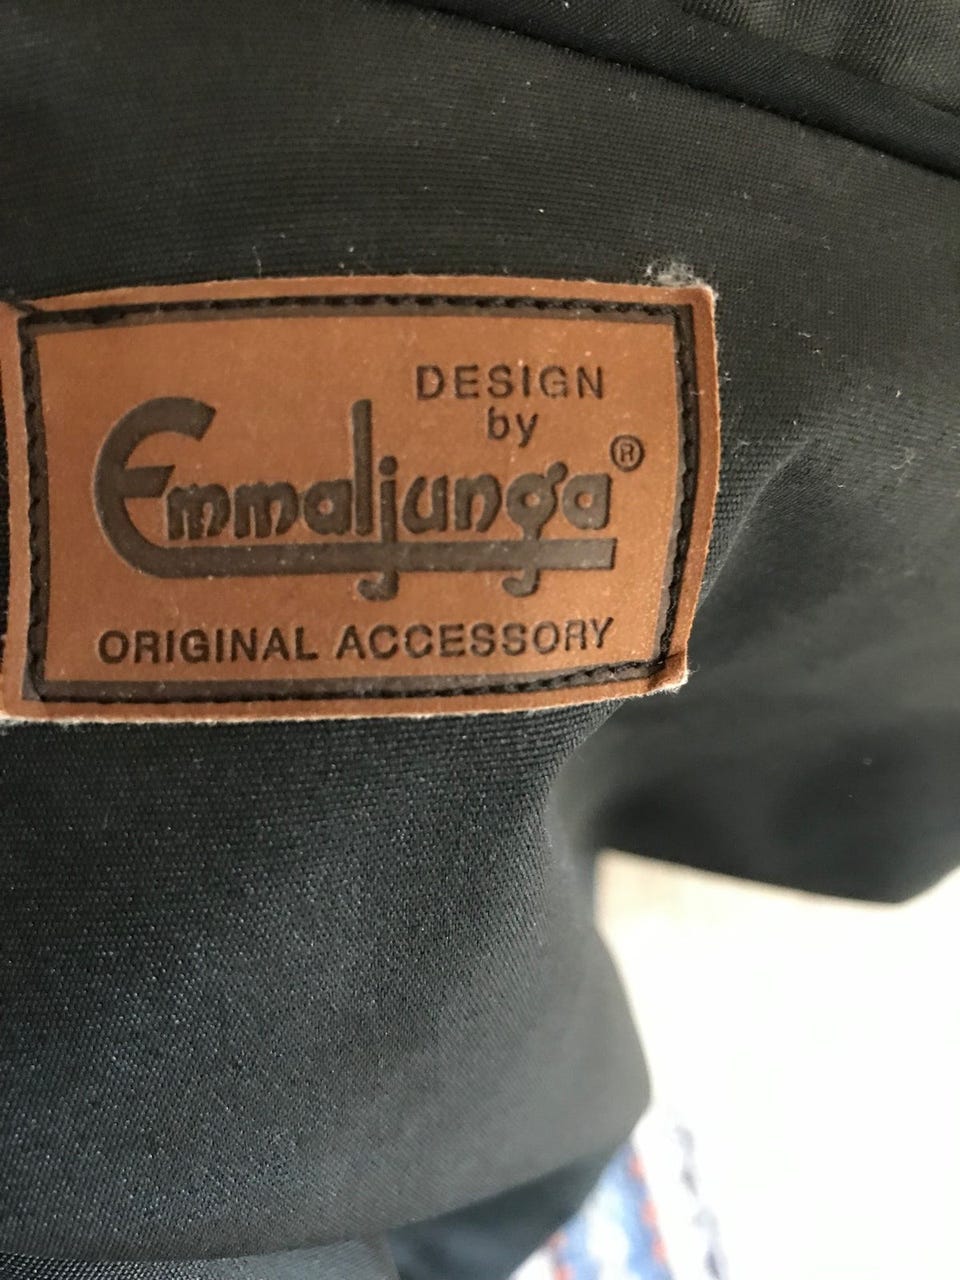 DESIGN
by
Emmaljunga®
ORIGINAL ACCESSORY